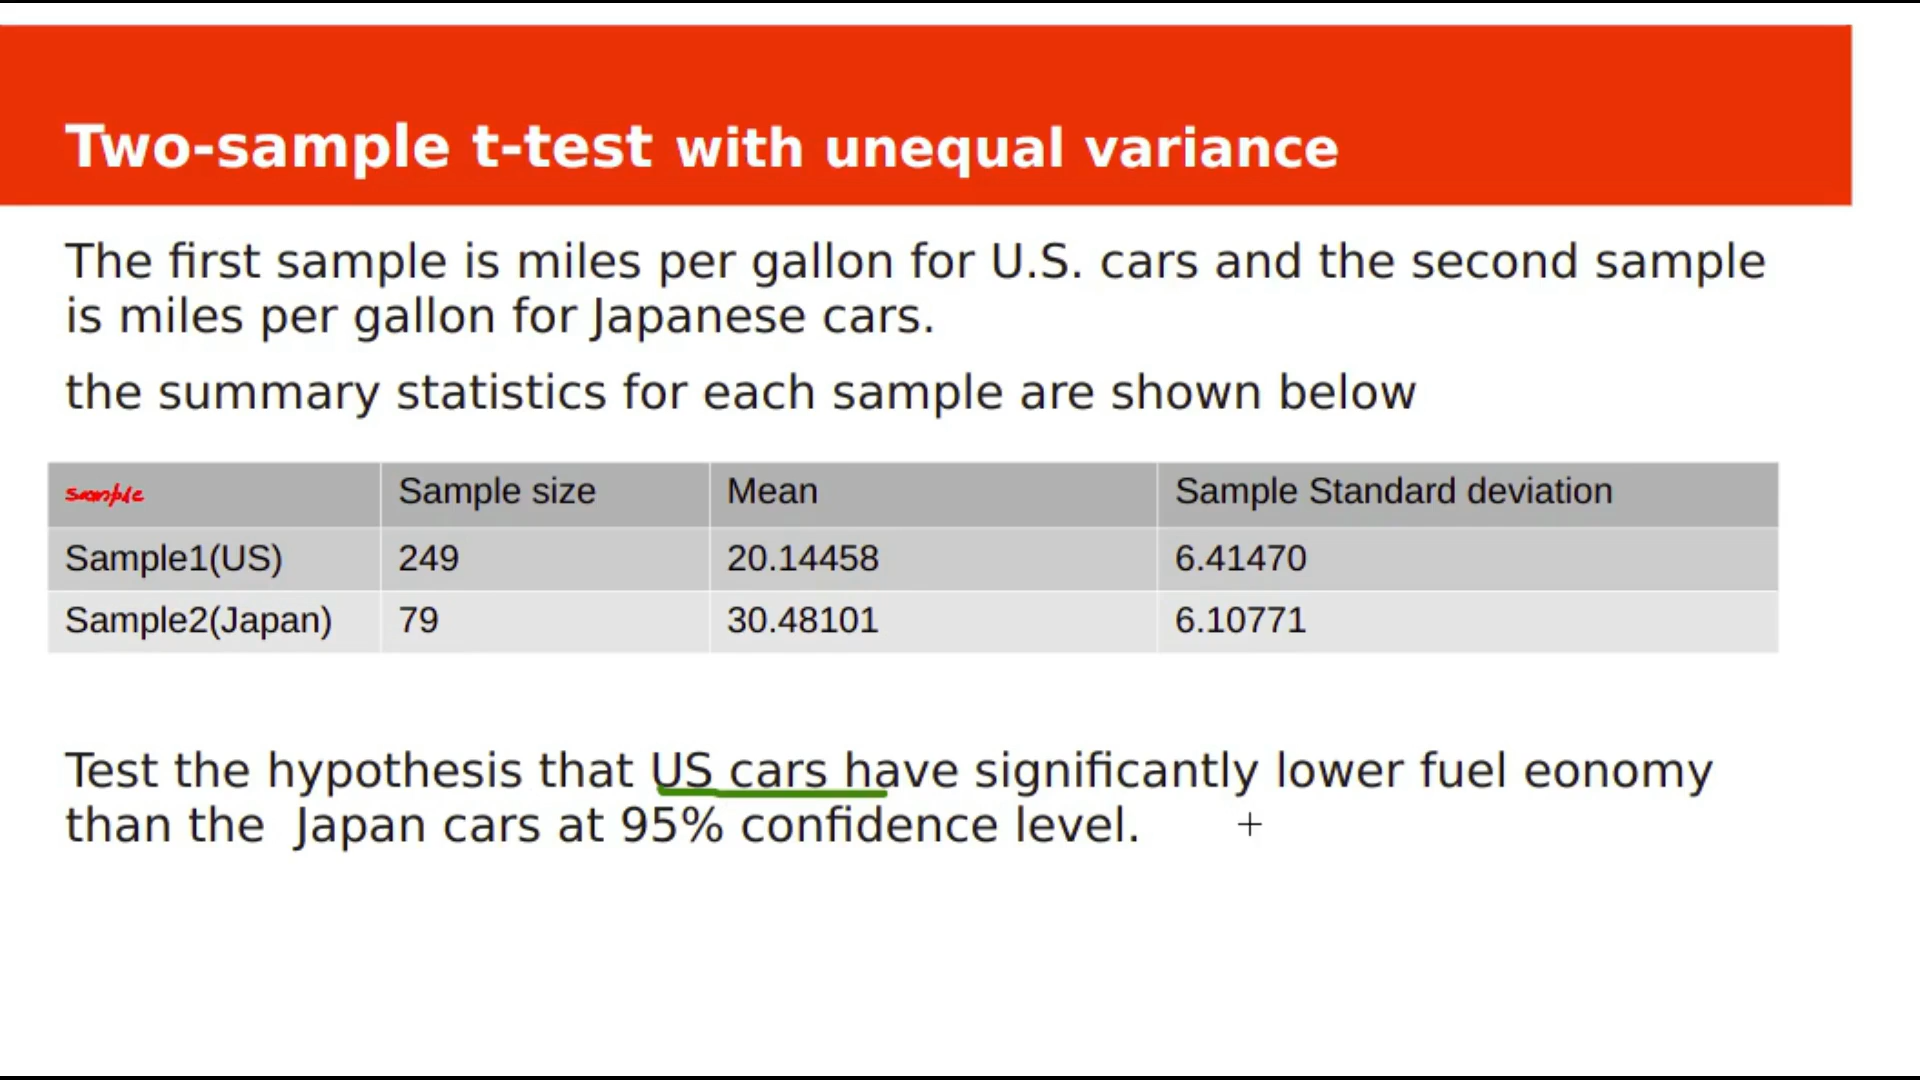 Two-sample t-test with unequal variance
The first sample is miles per gallon for U.S. cars and the second sample
is miles per gallon for Japanese cars.
the summary statistics for each sample are shown below
sample Sample size Mean Sample Standard deviation
Sample1(US) 249 20.14458 6.41470
Sample2(Japan) 79 30.48101 6.10771
Test the hypothesis that US cars have significantly lower fuel eonomy
than the Japan cars at 95% confidence level.